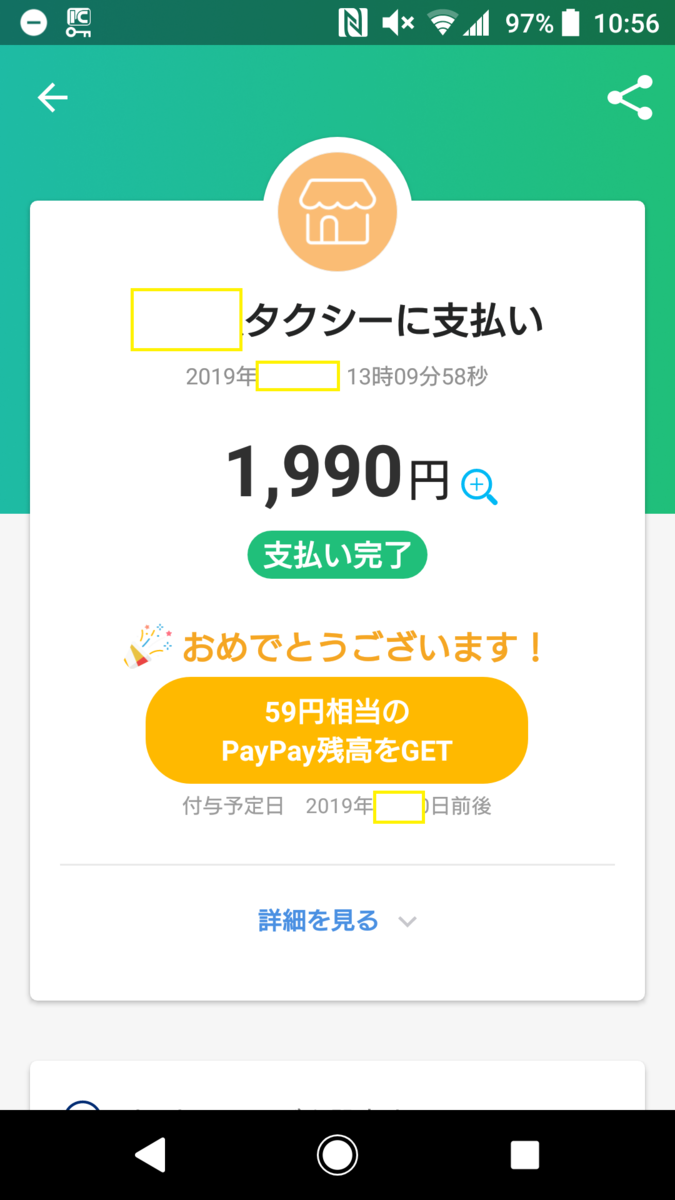 IC
97% 10:56
タクシーに支払い
2019年 13時09分58秒
1,990円
支払い完了
おめでとうございます！
59円相当の
PayPay残高をGET
付与予定日 2019年 0日前後
詳細を見る